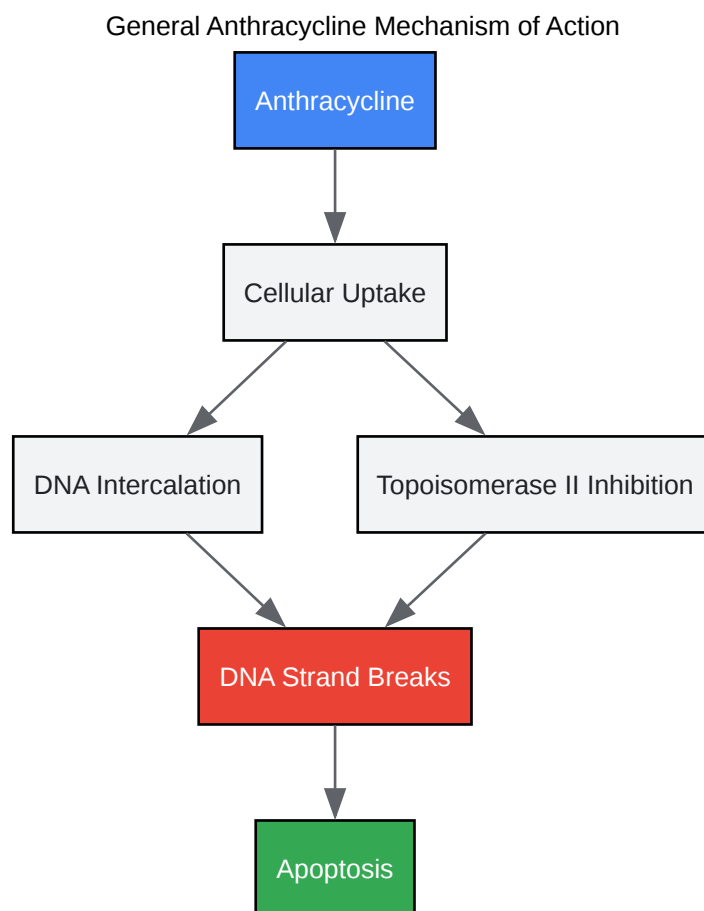 General Anthracycline Mechanism of Action
Anthracycline
Cellular Uptake
DNA Intercalation
Topoisomerase II Inhibition
DNA Strand Breaks
Apoptosis